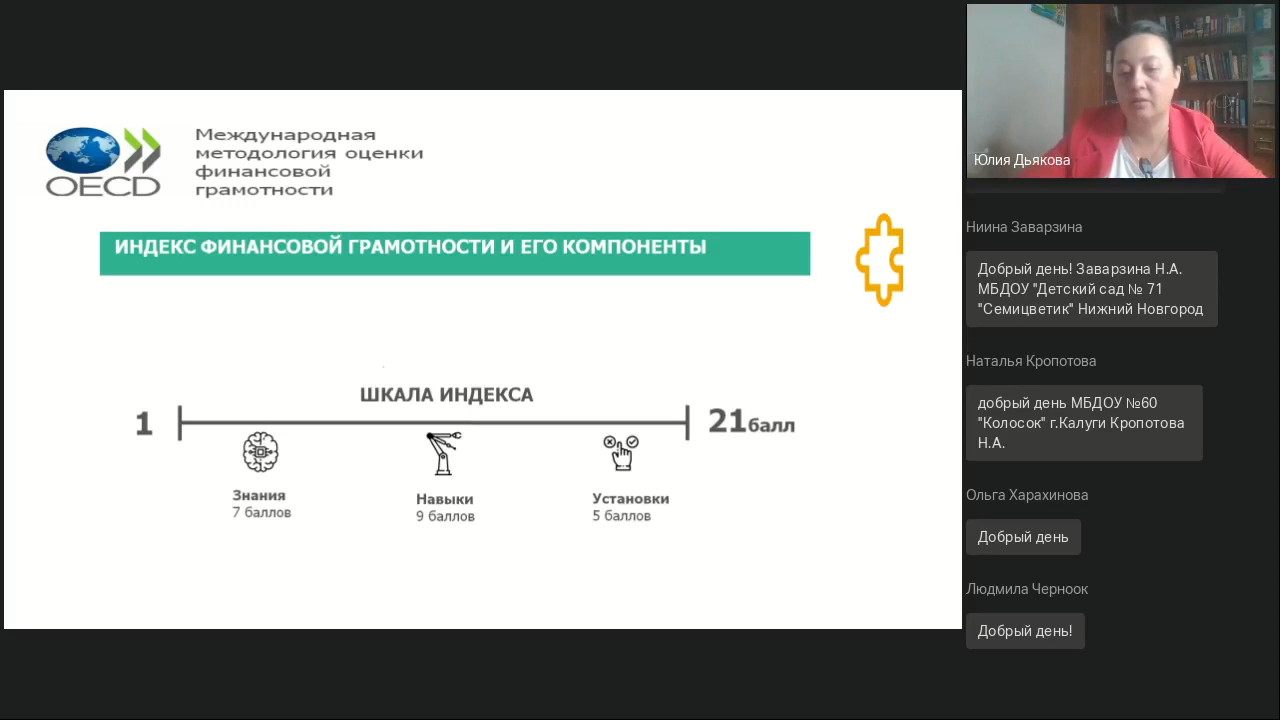 OECD
Международная
методология оценки
финансовой
грамотности
ИНДЕКС ФИНАНСОВОЙ ГРАМОТНОСТИ И ЕГО КОМПОНЕНТЫ
ШКАЛА ИНДЕКСА
1
21балл
Знания
7 баллов
Навыки
9 баллов
Установки
5 баллов
Юлия Дьякова
Ниина Заварзина
Добрый день! Заварзина Н.А.
МБДОУ "Детский сад № 71
"Семицветик" Нижний Новгород
Наталья Кропотова
добрый день МБДОУ №60
"Колосок" г.Калуги Кропотова
Н.А.
Ольга Харахинова
Добрый день
Людмила Черноок
Добрый день!